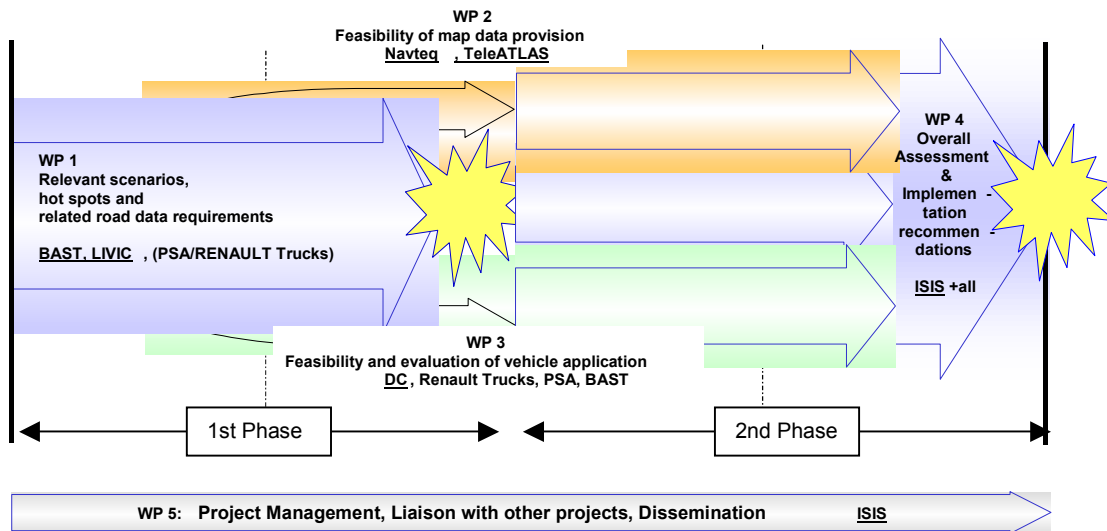 WP 2
Feasibility of map data provision
Navteq , TeleATLAS
WP 1
Relevant scenarios,
hot spots and
related road data requirements
BAST, LIVIC , (PSA/RENAULT Trucks)
WP 4
Overall
Assessment
&
Implemen -
tation
recommen -
dations
ISIS +all
WP 3
Feasibility and evaluation of vehicle application
DC , Renault Trucks, PSA, BAST
1st Phase
2nd Phase
WP 5: Project Management, Liaison with other projects, Dissemination ISIS